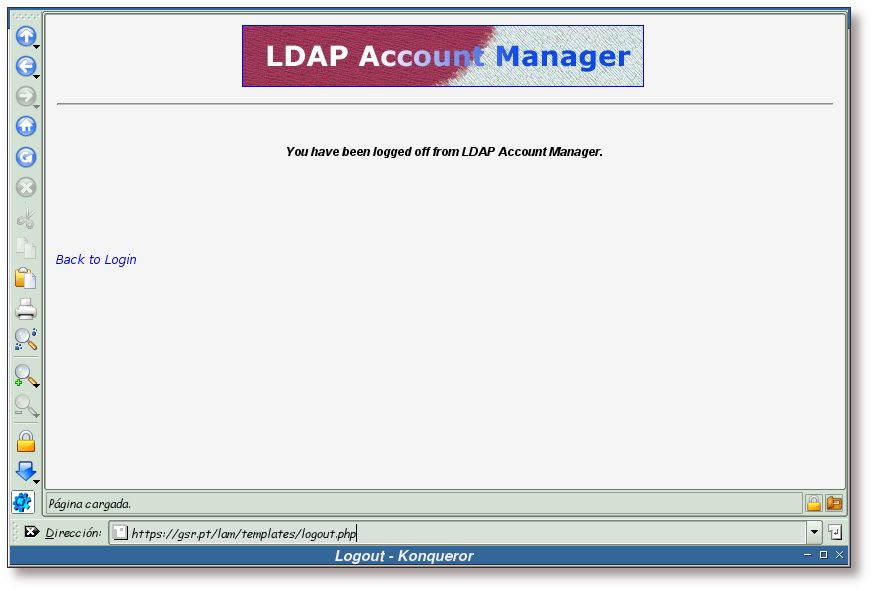 LDAP Account Manager
You have been logged off from LDAP Account Manager.
Back to Login
Página cargada.
Dirección: https://gsr.pt/lam/templates/logout.php
Logout - Konqueror